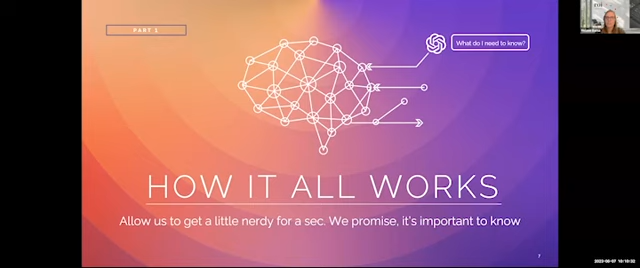 PART 1
What do I need to know?
HOW IT ALL WORKS
Allow us to get a little nerdy for a sec. We promise, it's important to know
7